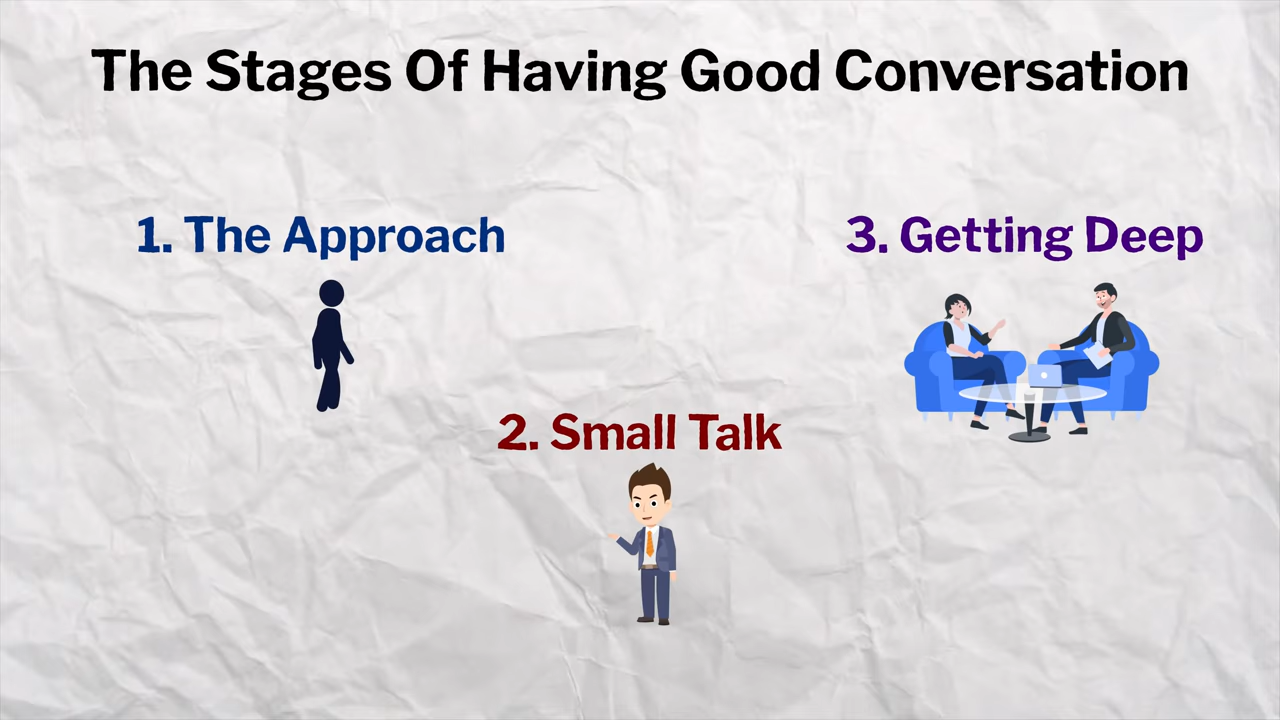 The Stages Of Having Good Conversation
1. The Approach
2. Small Talk
3. Getting Deep